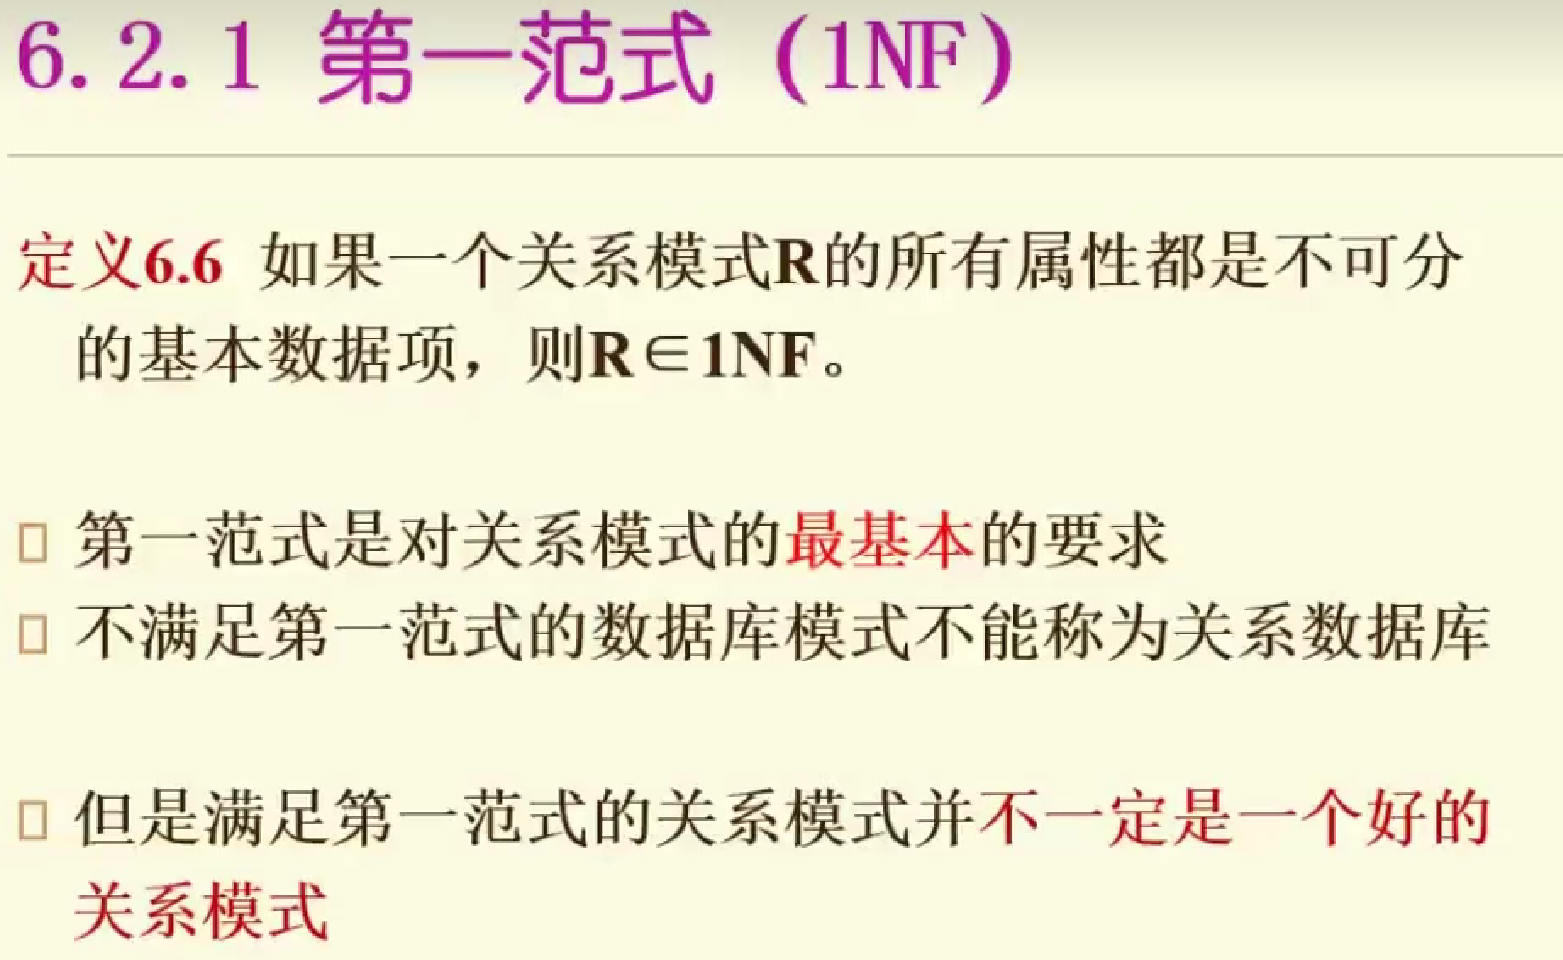 6.2.1 第一范式（1NF）
定义6.6 如果一个关系模式R的所有属性都是不可分
的基本数据项，则R∈1NF。
第一范式是对关系模式的最基本的要求
不满足第一范式的数据库模式不能称为关系数据库
但是满足第一范式的关系模式并不一定是一个好的
关系模式